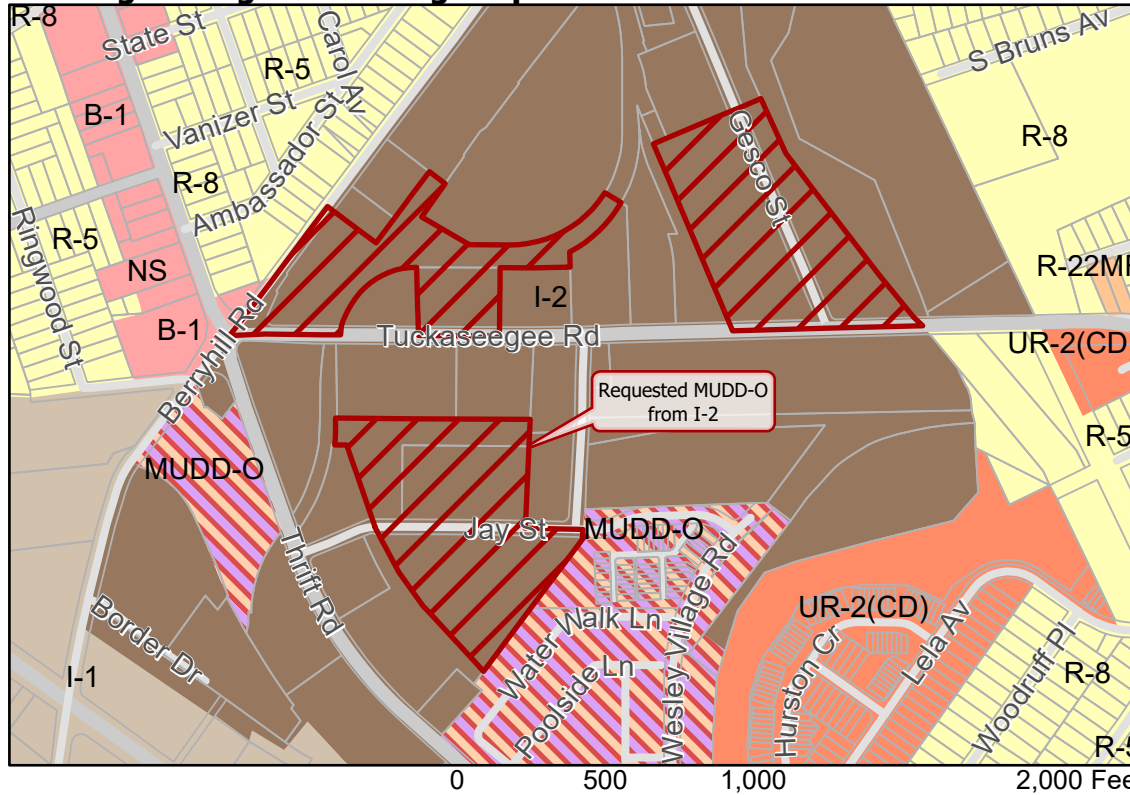 R-8
State St
Carol Av
R-5
B-1
Vanizer St
Ambassador St
R-8
Ringwood St
R-5
NS
B-1
Berryhill Rd
Gesco St
S Bruns Av
R-8
R-22MF
I-2
Tuckaseegee Rd
UR-2(CD
Requested MUDD-O
from I-2
R-5
MUDD-O
Jay St
MUDD-O
Thrift Rd
Wesley Village Rd
Water Walk Ln
Poolside Ln
UR-2(CD)
Hurston Cr
Lela Av
Woodruff Pl
R-8
R-5
Border Dr
I-1
0 500 1,000 2,000 Fee